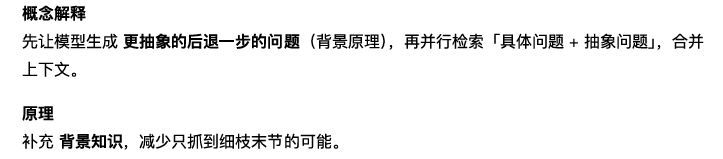 概念解释
先让模型生成 更抽象的后退一步的问题（背景原理），再并行检索「具体问题 + 抽象问题」，合并
上下文。
原理
补充 背景知识，减少只抓到细枝末节的可能。